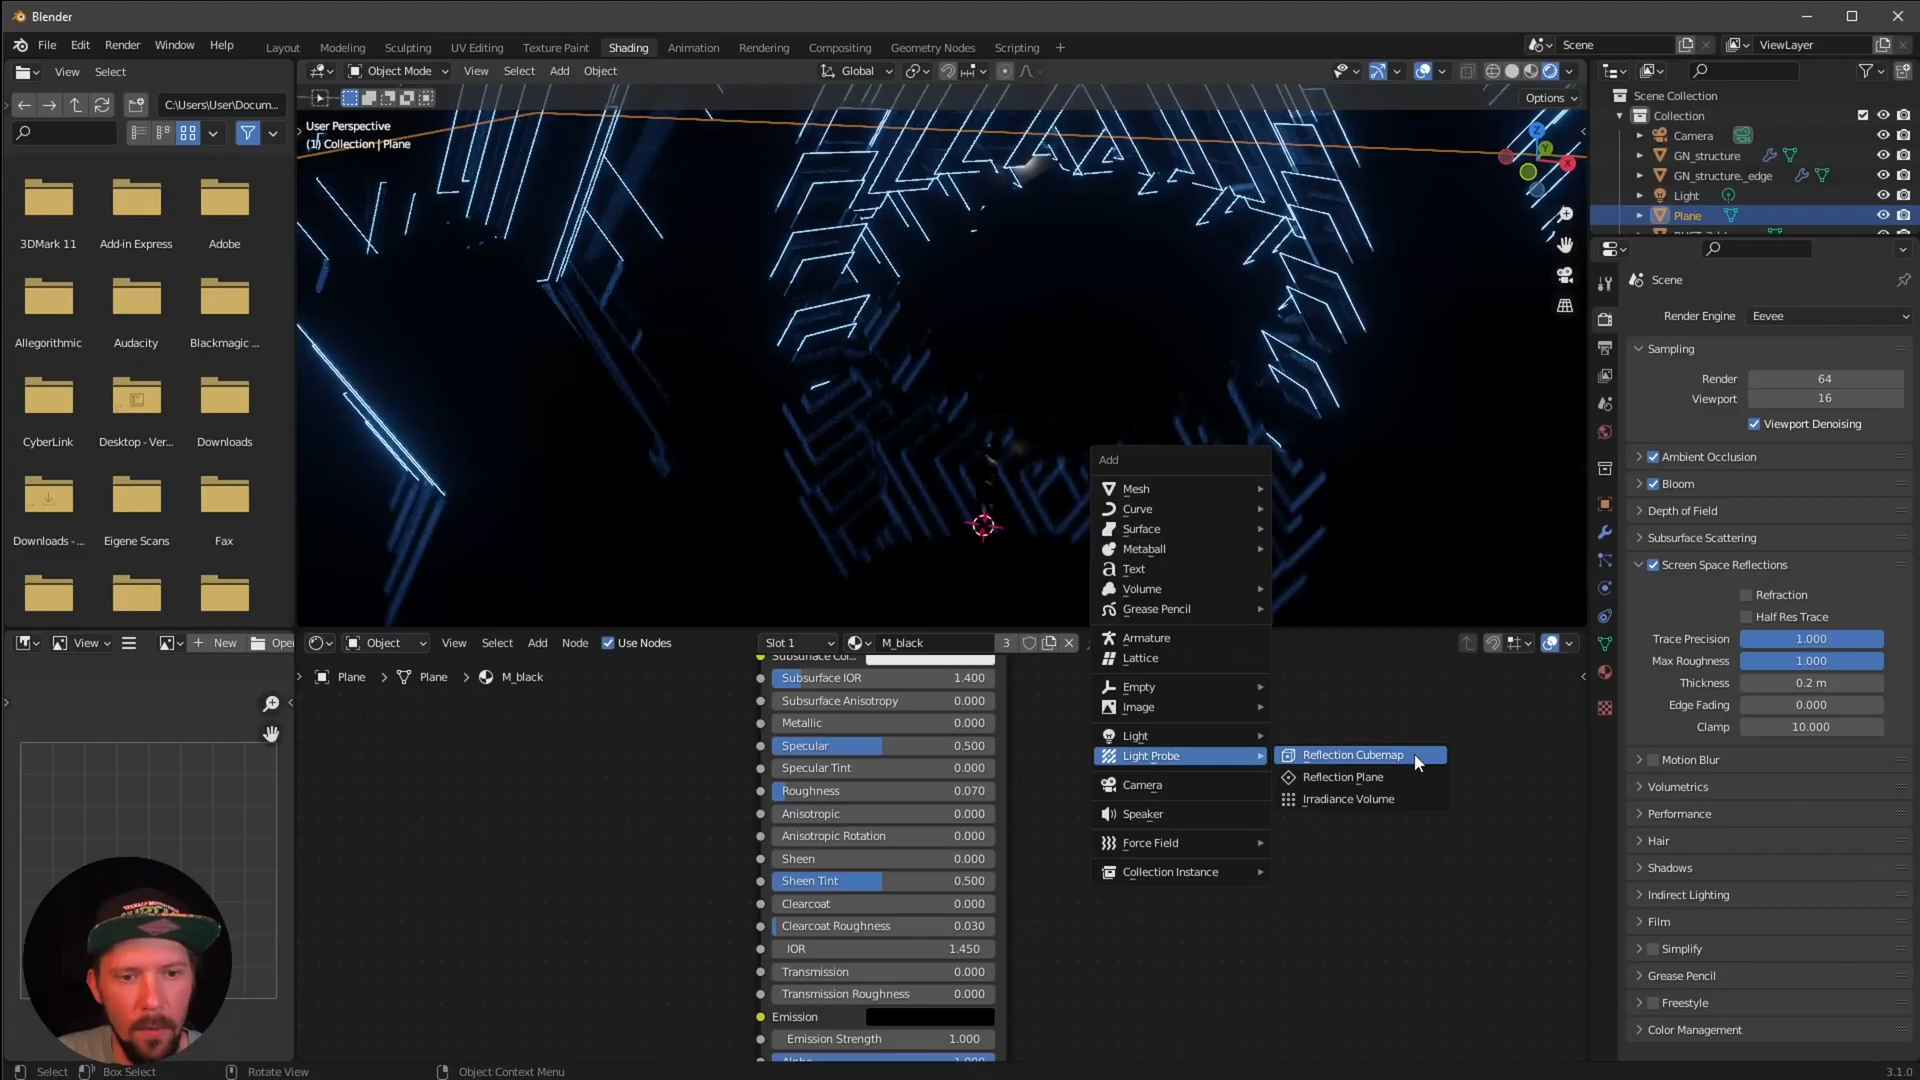 Blender
File Edit Render Window Help
Layout Modeling Sculpting UV Editing Texture Paint Shading Animation Rendering Compositing Geometry Nodes Scripting +
Scene
ViewLayer
View Select
Object Mode View Select Add Object
Global
C:\Users\User\Docum...
Options
User Perspective
(1) Collection | Plane
3DMark 11
Add-in Express
Adobe
Allegorithmic
Audacity
Blackmagic ...
CyberLink
Desktop - Ver...
Downloads
Downloads - ...
Eigene Scans
Fax
Z
Y
X
Scene Collection
Collection
Camera
GN_structure
GN_structure._edge
Light
Plane
Scene
Render Engine Eevee
Sampling
Render 64
Viewport 16
Viewport Denoising
Ambient Occlusion
Bloom
Depth of Field
Subsurface Scattering
Screen Space Reflections
Refraction
Half Res Trace
Trace Precision 1.000
Max Roughness 1.000
Thickness 0.2 m
Edge Fading 0.000
Clamp 10.000
Motion Blur
Volumetrics
Performance
Hair
Shadows
Indirect Lighting
Film
Simplify
Grease Pencil
Freestyle
Color Management
Add
Mesh
Curve
Surface
Metaball
Text
Volume
Grease Pencil
Armature
Lattice
Empty
Image
Light
Light Probe
Camera
Speaker
Force Field
Collection Instance
Reflection Cubemap
Reflection Plane
Irradiance Volume
View
New
Open
Object View Select Add Node Use Nodes
Slot 1
M_black 3
Plane > Plane > M_black
Subsurface Col...
Subsurface IOR 1.400
Subsurface Anisotropy 0.000
Metallic 0.000
Specular 0.500
Specular Tint 0.000
Roughness 0.070
Anisotropic 0.000
Anisotropic Rotation 0.000
Sheen 0.000
Sheen Tint 0.500
Clearcoat 0.000
Clearcoat Roughness 0.030
IOR 1.450
Transmission 0.000
Transmission Roughness 0.000
Emission
Emission Strength 1.000
Alpha 1.000
Select Box Select Rotate View Object Context Menu
3.1.0